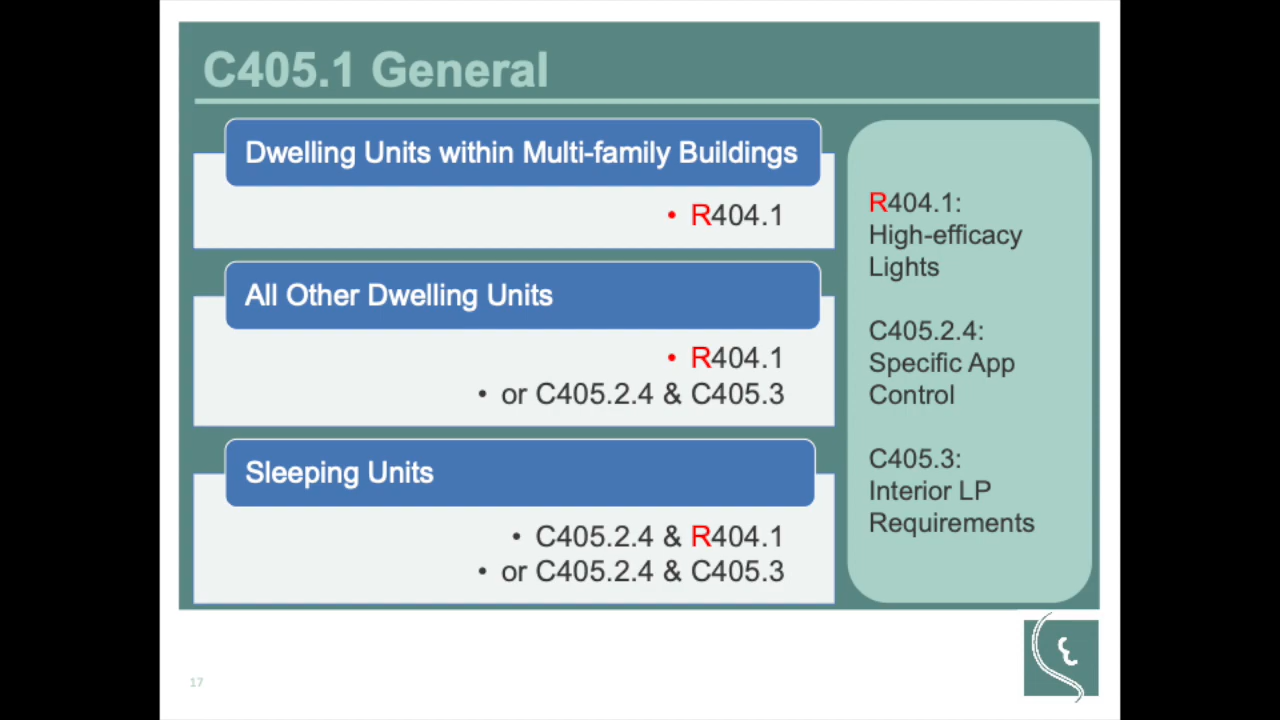 C405.1 General
Dwelling Units within Multi-family Buildings
• R404.1
All Other Dwelling Units
• R404.1
• or C405.2.4 & C405.3
Sleeping Units
• C405.2.4 & R404.1
• or C405.2.4 & C405.3
R404.1:
High-efficacy
Lights
C405.2.4:
Specific App
Control
C405.3:
Interior LP
Requirements
17